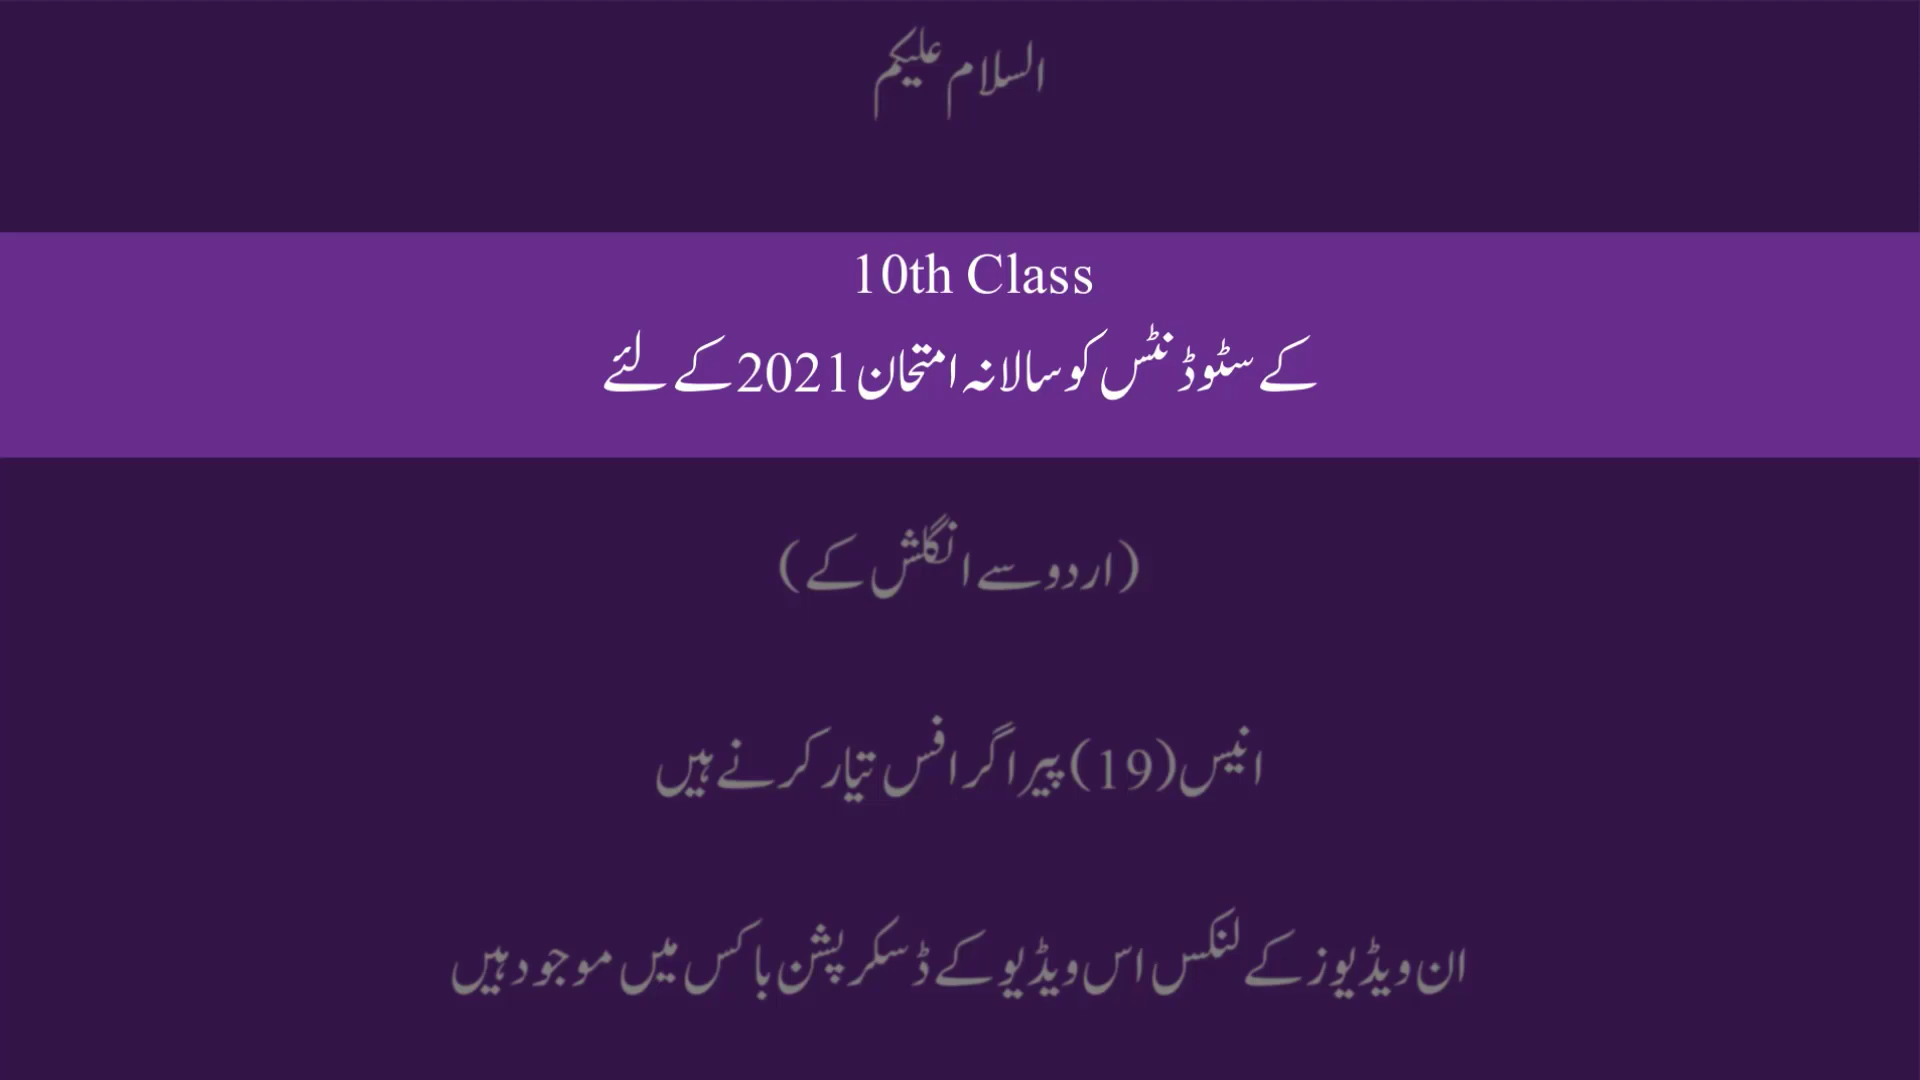 السلام علیکم
10th Class
کے سٹوڈنٹس کو سالانہ امتحان 2021 کے لئے
(اردو سے انگلش کے)
انیس (19) پیراگرافس تیار کرنے ہیں
ان ویڈیوز کے لنکس اس ویڈیو کے ڈسکرپشن باکس میں موجود ہیں